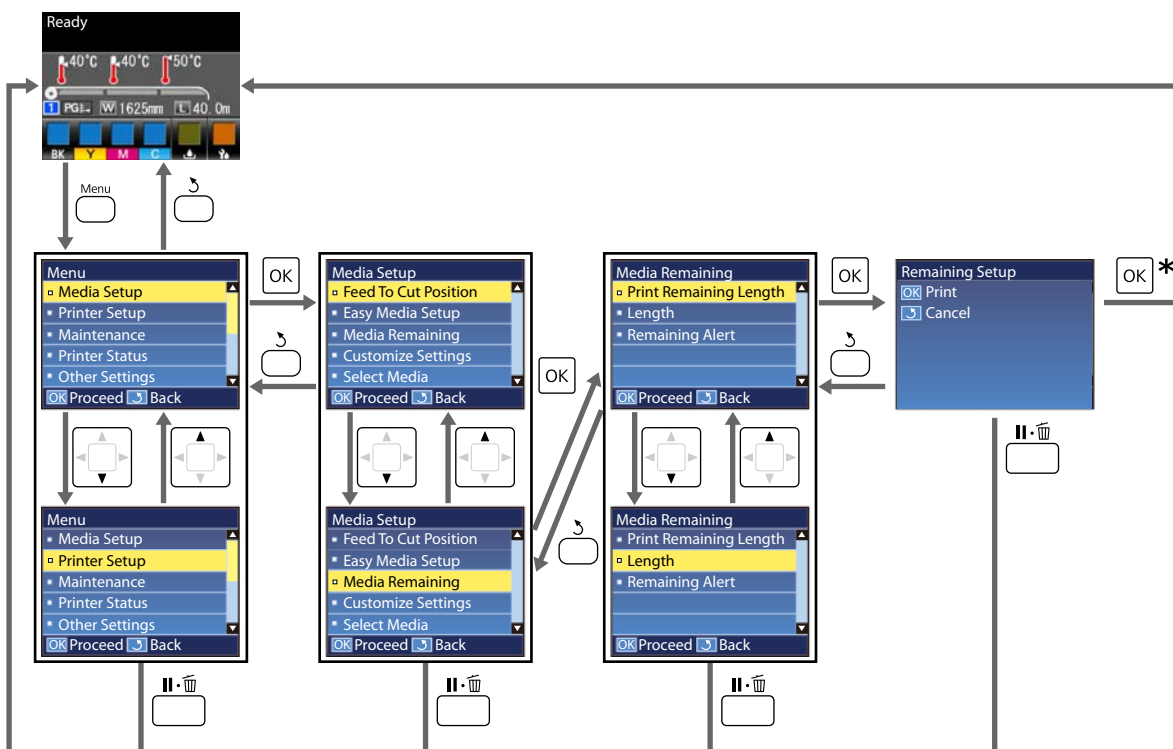 Ready
40°C 40°C 50°C
1 W 1625mm L 40.0m
BK Y M C
Menu
OK
OK
OK *
Menu
Media Setup
Printer Setup
Maintenance
Printer Status
Other Settings
OK Proceed Back
Media Setup
Feed To Cut Position
Easy Media Setup
Media Remaining
Customize Settings
Select Media
OK Proceed Back
Media Remaining
Print Remaining Length
Length
Remaining Alert
OK Proceed Back
Remaining Setup
OK Print
Cancel
OK
Menu
Media Setup
Printer Setup
Maintenance
Printer Status
Other Settings
OK Proceed Back
Media Setup
Feed To Cut Position
Easy Media Setup
Media Remaining
Customize Settings
Select Media
OK Proceed Back
Media Remaining
Print Remaining Length
Length
Remaining Alert
OK Proceed Back